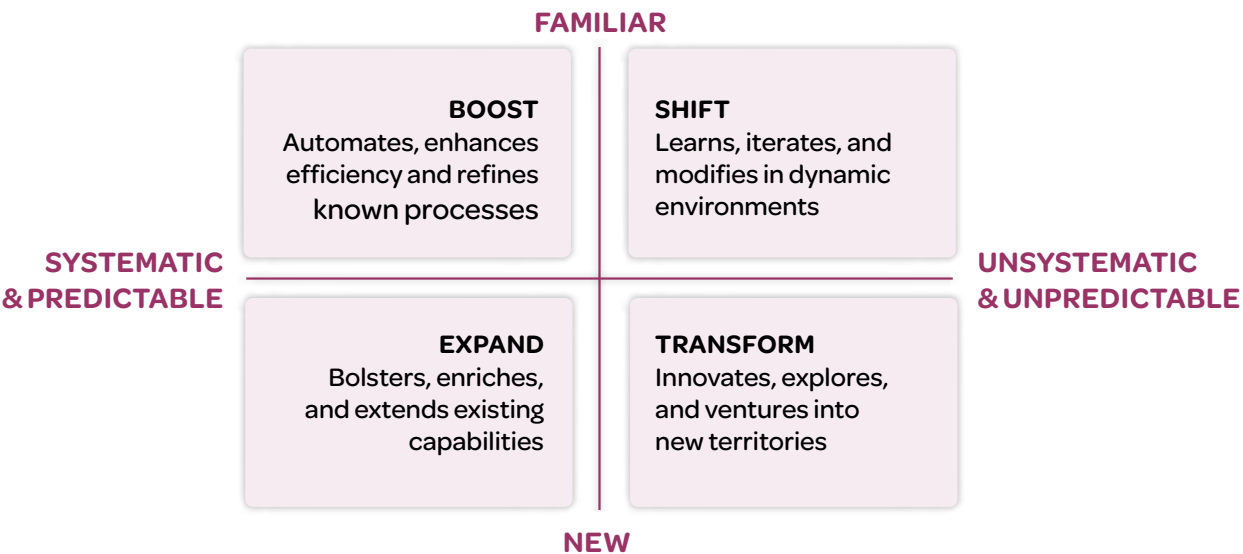 FAMILIAR
BOOST
Automates, enhances
efficiency and refines
known processes
SHIFT
Learns, iterates, and
modifies in dynamic
environments
SYSTEMATIC
& PREDICTABLE
UNSYSTEMATIC
& UNPREDICTABLE
EXPAND
Bolsters, enriches,
and extends existing
capabilities
TRANSFORM
Innovates, explores,
and ventures into
new territories
NEW